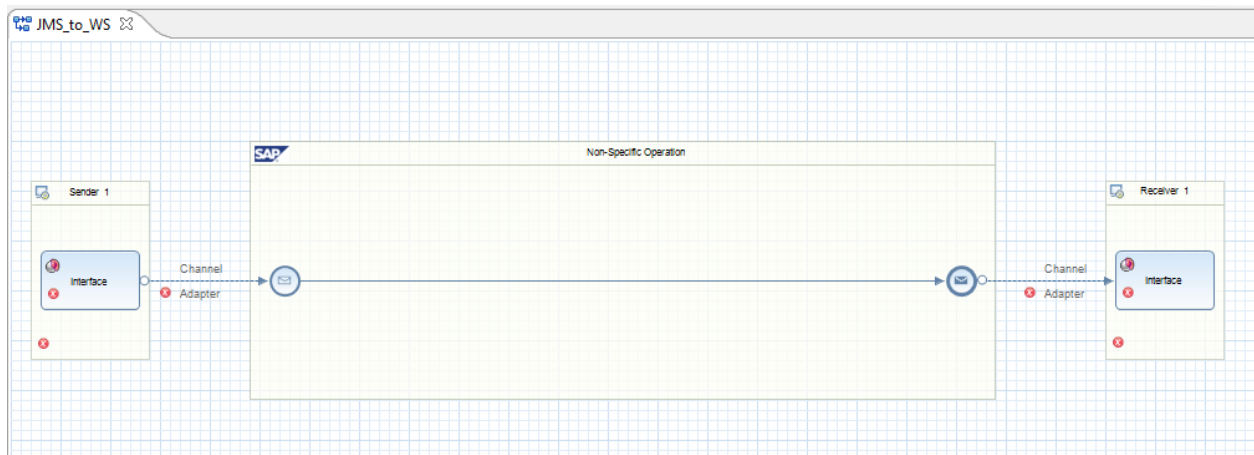 JMS_to_WS
SAP
Non-Specific Operation
Sender 1
Receiver 1
Interface
Channel
Adapter
Channel
Adapter
Interface